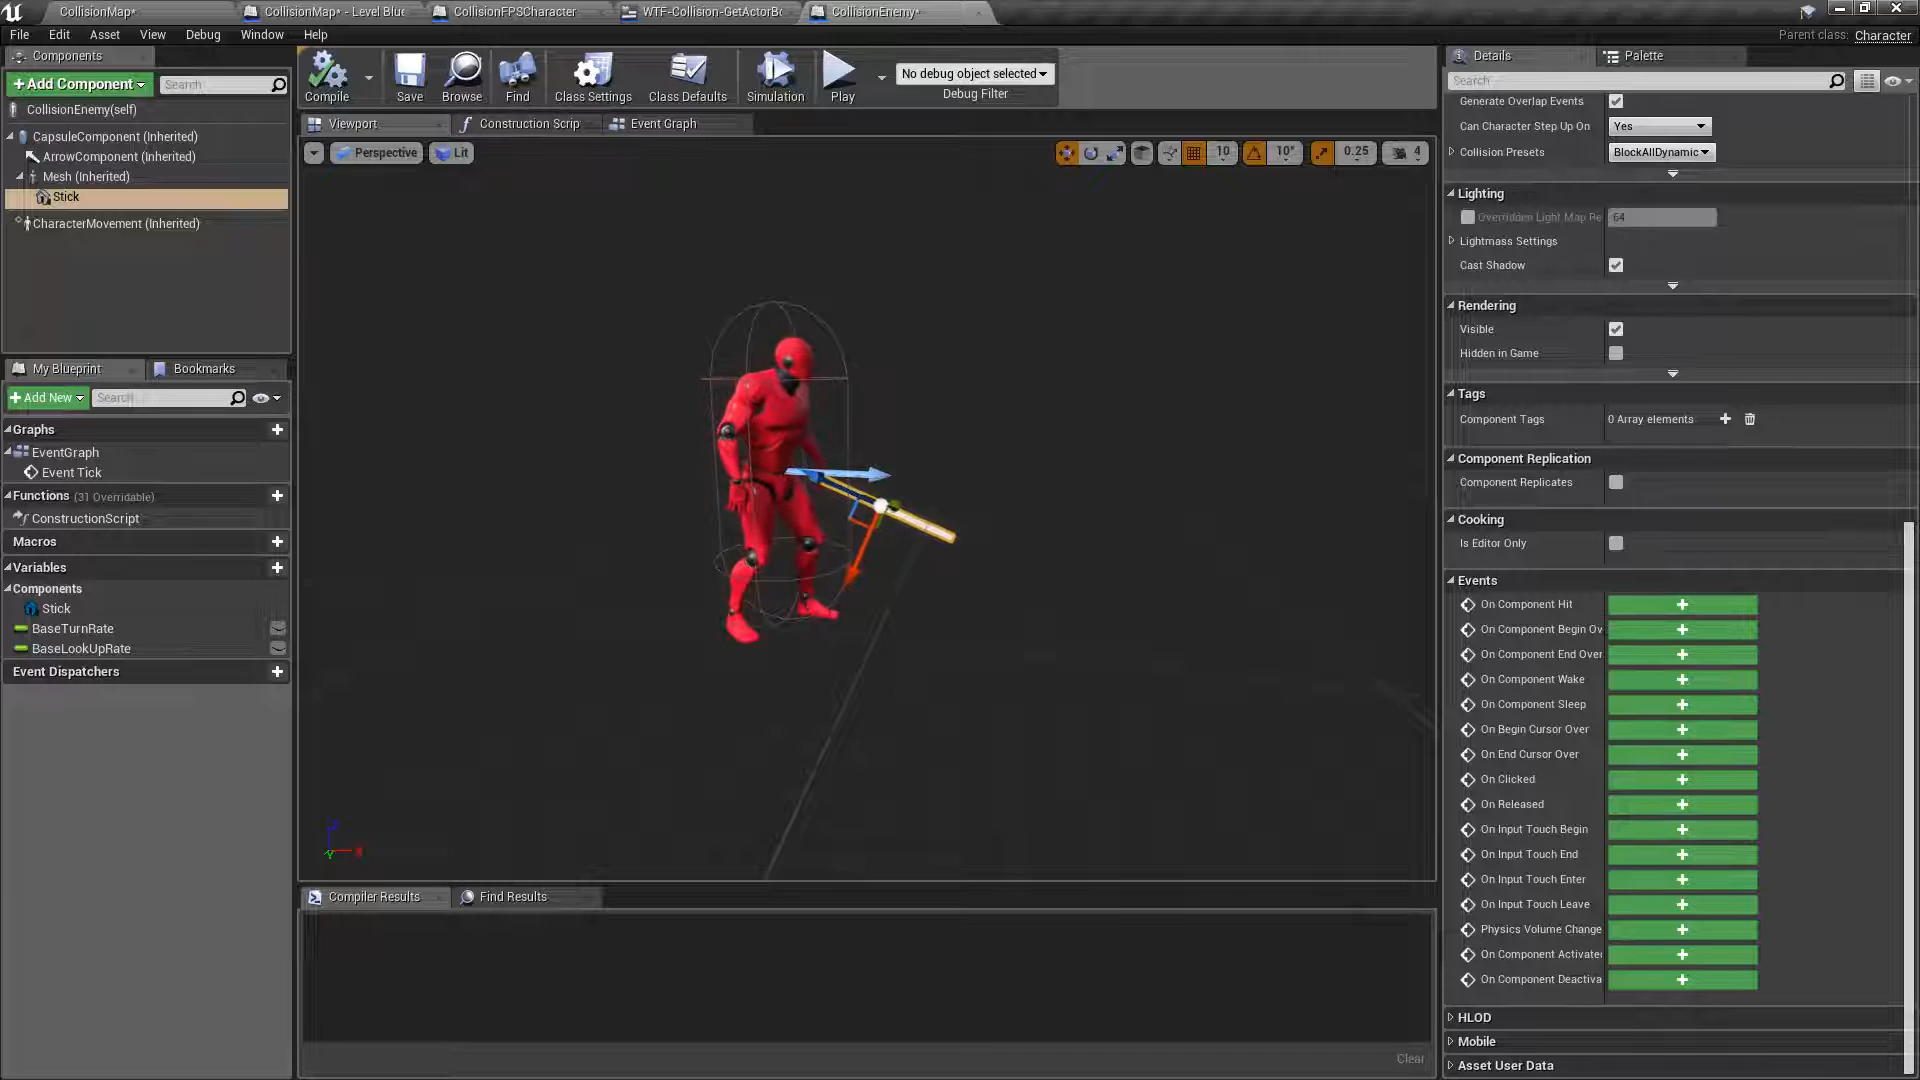 CollisionMap*
CollisionMap* - Level Blue
CollisionFPSCharacter
WTF-Collision-GetActorBo
CollisionEnemy*
File
Edit
Asset
View
Debug
Window
Help
Parent class: Character
Components
+Add Component
Search
CollisionEnemy(self)
CapsuleComponent (Inherited)
ArrowComponent (Inherited)
Mesh (Inherited)
Stick
CharacterMovement (Inherited)
My Blueprint
Bookmarks
+Add New
Search
Graphs
EventGraph
Event Tick
Functions (31 Overridable)
ConstructionScript
Macros
Variables
Components
Stick
BaseTurnRate
BaseLookUpRate
Event Dispatchers
Compile
Save
Browse
Find
Class Settings
Class Defaults
Simulation
Play
No debug object selected
Debug Filter
Viewport
Construction Scrip
Event Graph
Perspective
Lit
10
10°
0.25
4
Z
X
Y
Compiler Results
Find Results
Clear
Details
Palette
Search
Generate Overlap Events
Can Character Step Up On
Yes
Collision Presets
BlockAllDynamic
Lighting
Overridden Light Map Re
64
Lightmass Settings
Cast Shadow
Rendering
Visible
Hidden in Game
Tags
Component Tags
0 Array elements
Component Replication
Component Replicates
Cooking
Is Editor Only
Events
On Component Hit
On Component Begin Ov
On Component End Over
On Component Wake
On Component Sleep
On Begin Cursor Over
On End Cursor Over
On Clicked
On Released
On Input Touch Begin
On Input Touch End
On Input Touch Enter
On Input Touch Leave
Physics Volume Change
On Component Activated
On Component Deactiva
HLOD
Mobile
Asset User Data